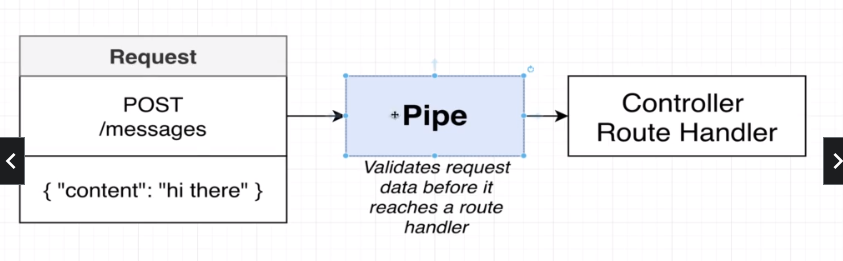 Request
POST
/messages
{ "content": "hi there" }
Pipe
Validates request
data before it
reaches a route
handler
Controller
Route Handler